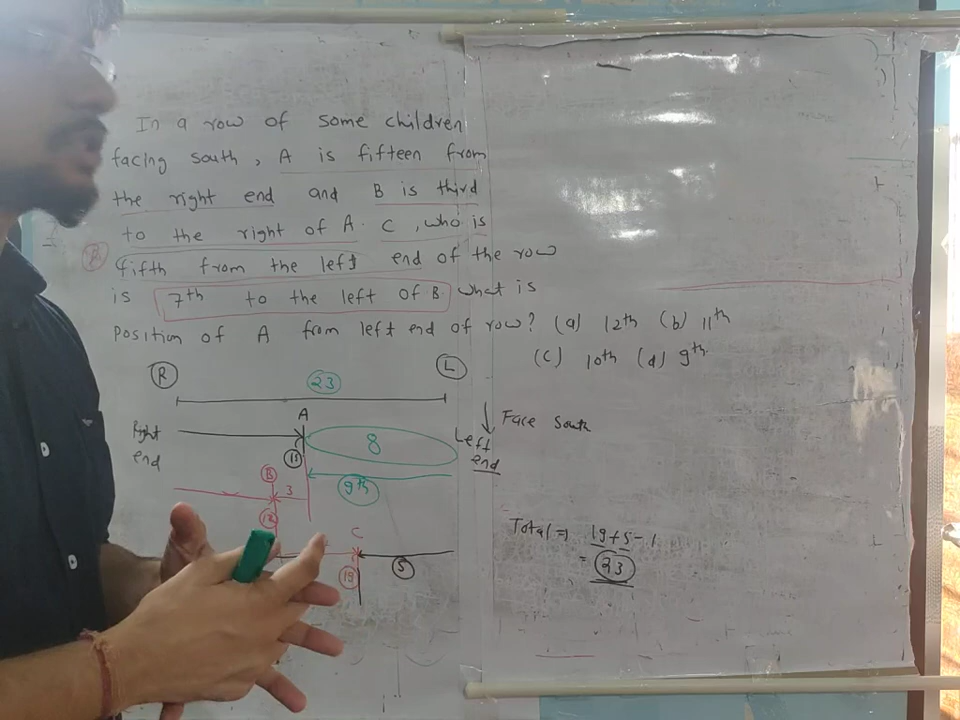 In a row of some children
facing south, A is fifteen from
the right end and B is third
to the right of A. C, who is
fifth from the left end of the row
is 7th to the left of B. what is
Position of A from left end of row? (a) 12th (b) 11th
(c) 10th (d) 9th
R 23 L
A
Right
end
8
Left
end
Face South
15
9th
B 3
12
C
19
5
Total => 19+5-1
= 23